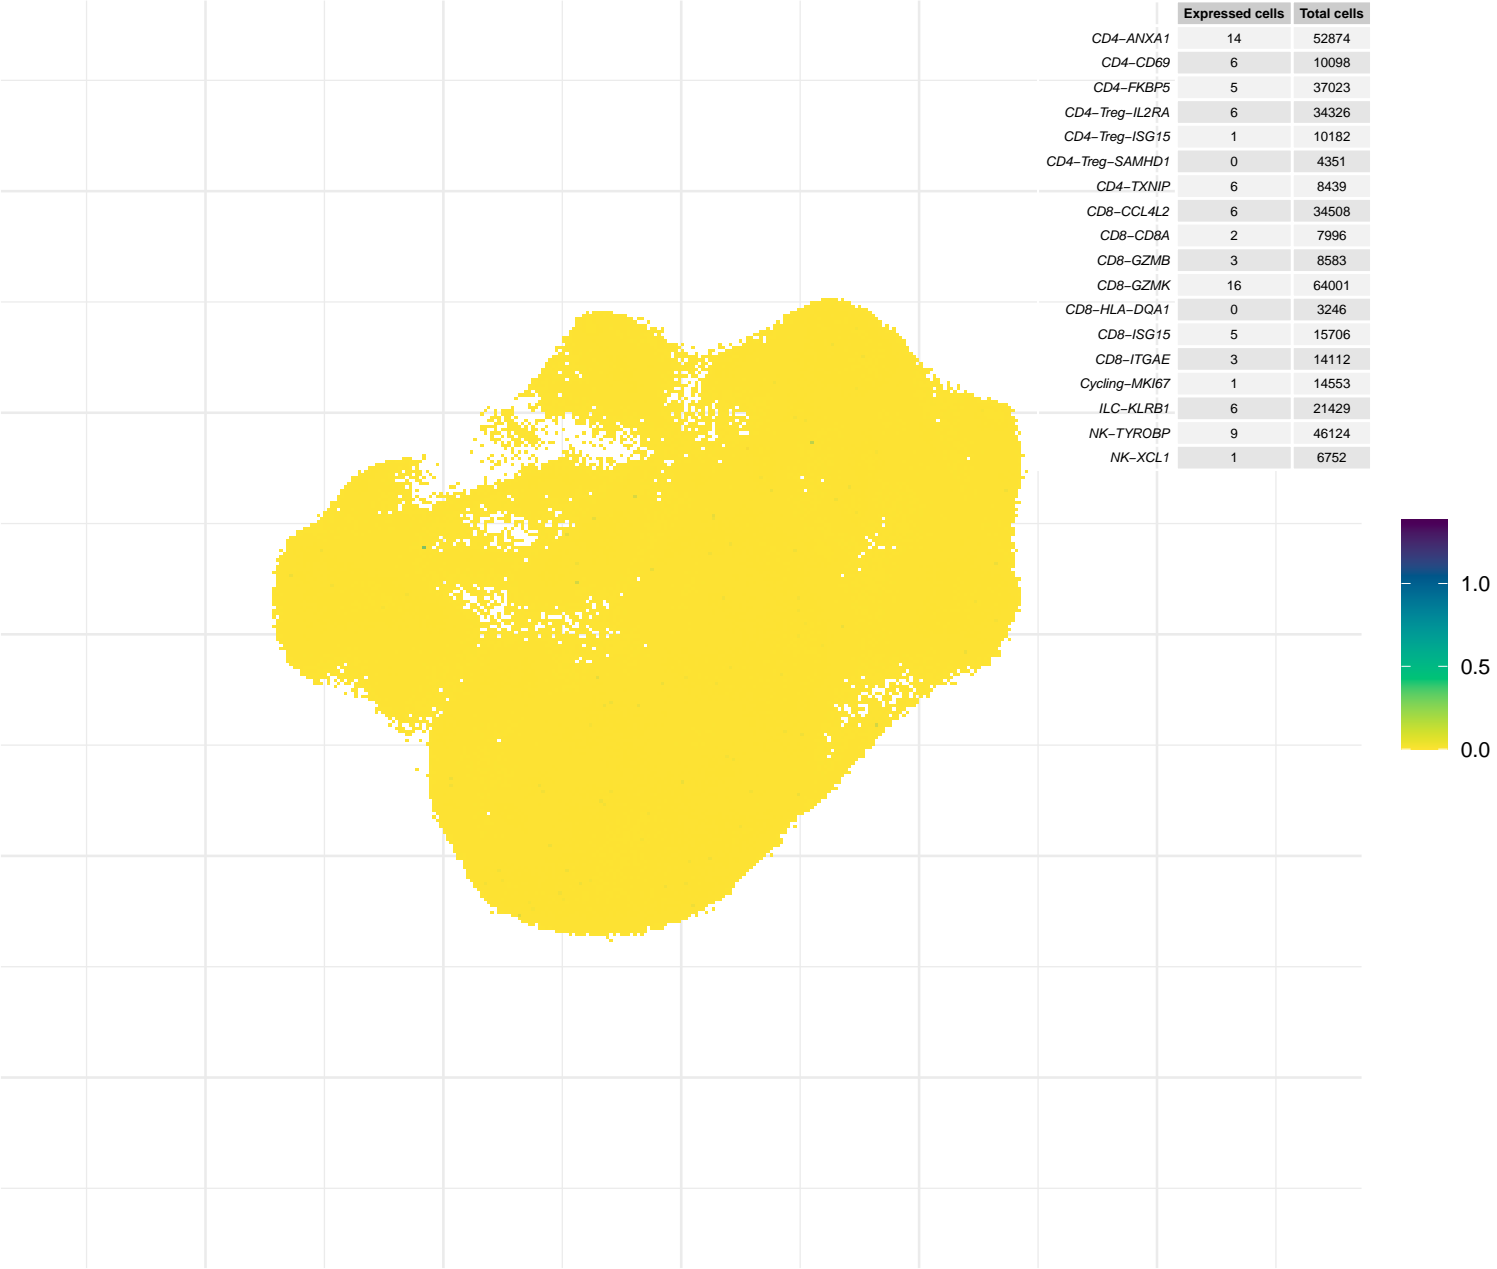 Expressed cells Total cells
CD4−ANXA1 14 52874
CD4−CD69 6 10098
CD4−FKBP5 5 37023
CD4−Treg−IL2RA 6 34326
CD4−Treg−ISG15 1 10182
CD4−Treg−SAMHD1 0 4351
CD4−TXNIP 6 8439
CD8−CCL4L2 6 34508
CD8−CD8A 2 7996
CD8−GZMB 3 8583
CD8−GZMK 16 64001
CD8−HLA−DQA1 0 3246
CD8−ISG15 5 15706
CD8−ITGAE 3 14112
Cycling−MKI67 1 14553
ILC−KLRB1 6 21429
NK−TYROBP 9 46124
NK−XCL1 1 6752
1.0
0.5
0.0